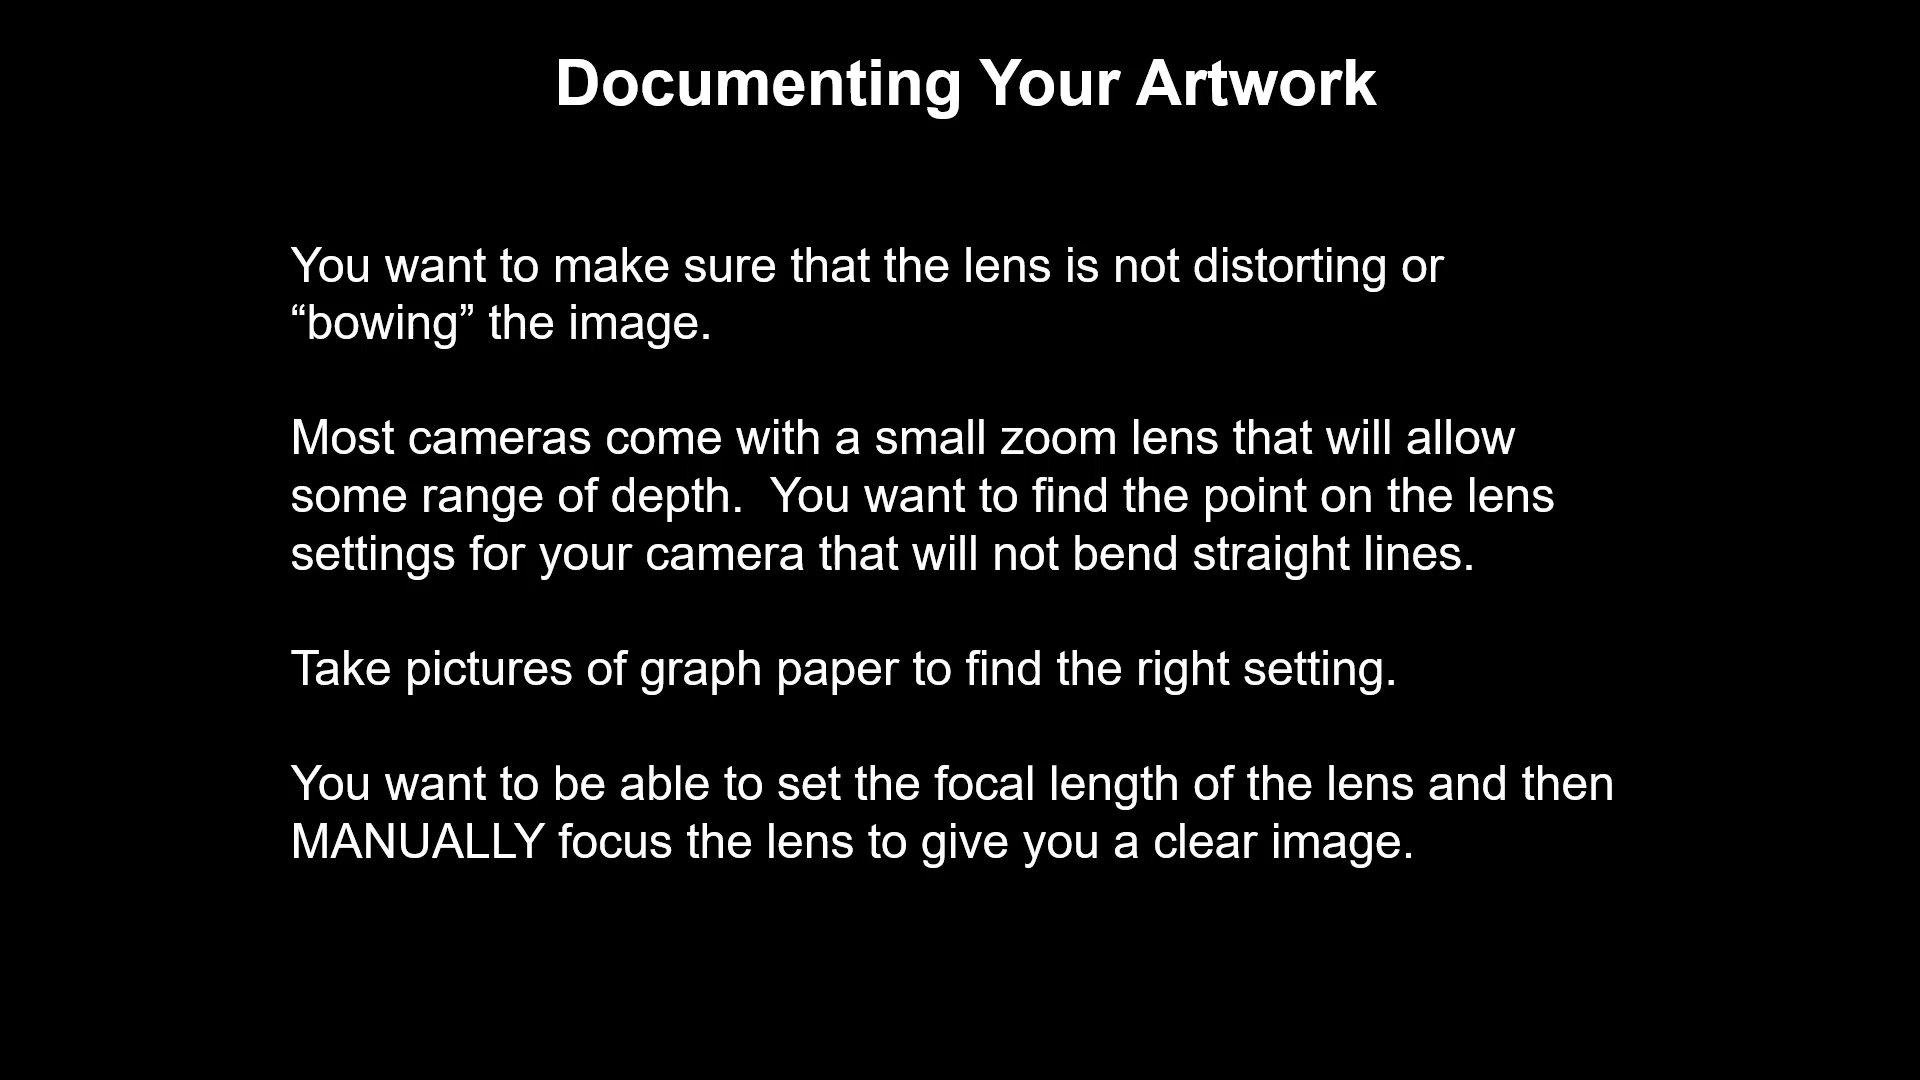 Documenting Your Artwork
You want to make sure that the lens is not distorting or
“bowing” the image.
Most cameras come with a small zoom lens that will allow
some range of depth.  You want to find the point on the lens
settings for your camera that will not bend straight lines.
Take pictures of graph paper to find the right setting.
You want to be able to set the focal length of the lens and then
MANUALLY focus the lens to give you a clear image.